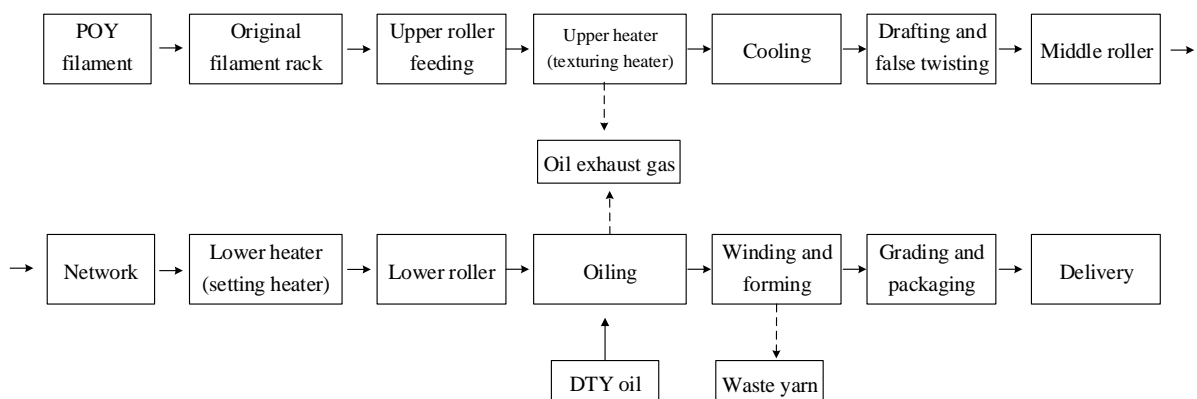 POY
filament
Original
filament rack
Upper roller
feeding
Upper heater
(texturing heater)
Cooling
Drafting and
false twisting
Middle roller
Oil exhaust gas
Network
Lower heater
(setting heater)
Lower roller
Oiling
Winding and
forming
Grading and
packaging
Delivery
DTY oil
Waste yarn